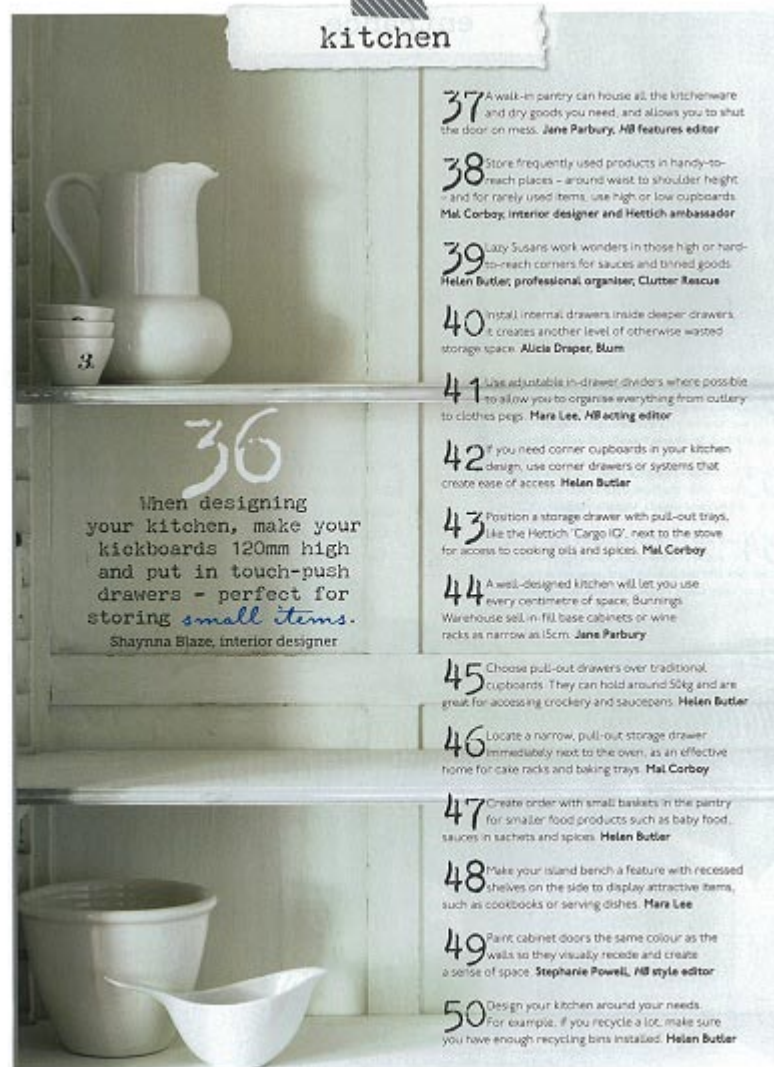 kitchen
36
When designing
your kitchen, make your
kickboards 120mm high
and put in touch-push
drawers – perfect for
storing small items.
Shaynna Blaze, interior designer
3.
37 A walk-in pantry can house all the kitchenware
and dry goods you need, and allows you to shut
the door on mess. Jane Parbury, HB features editor
38 Store frequently used products in handy-to-
reach places – around waist to shoulder height
– and for rarely used items, use high or low cupboards.
Mal Corboy, interior designer and Hettich ambassador
39 Lazy Susans work wonders in those high or hard-
to-reach corners for sauces and tinned goods.
Helen Butler, professional organiser, Clutter Rescue
40 Install internal drawers inside deeper drawers,
it creates another level of otherwise wasted
storage space. Alicia Draper, Blum
41 Use adjustable in-drawer dividers where possible
to allow you to organise everything from cutlery
to clothes pegs. Mara Lee, HB acting editor
42 If you need corner cupboards in your kitchen
design, use corner drawers or systems that
create ease of access. Helen Butler
43 Position a storage drawer with pull-out trays,
like the Hettich 'Cargo IQ', next to the stove
for access to cooking oils and spices. Mal Corboy
44 A well-designed kitchen will let you use
every centimetre of space; Bunnings
Warehouse sell in-fill base cabinets or wine
racks as narrow as 15cm. Jane Parbury
45 Choose pull-out drawers over traditional
cupboards. They can hold around 50kg and are
great for accessing crockery and saucepans. Helen Butler
46 Locate a narrow, pull-out storage drawer
immediately next to the oven, as an effective
home for cake racks and baking trays. Mal Corboy
47 Create order with small baskets in the pantry
for smaller food products such as baby food,
sauces in sachets and spices. Helen Butler
48 Make your island bench a feature with recessed
shelves on the side to display attractive items,
such as cookbooks or serving dishes. Mara Lee
49 Paint cabinet doors the same colour as the
walls so they visually recede and create
a sense of space. Stephanie Powell, HB style editor
50 Design your kitchen around your needs.
For example, if you recycle a lot, make sure
you have enough recycling bins installed. Helen Butler